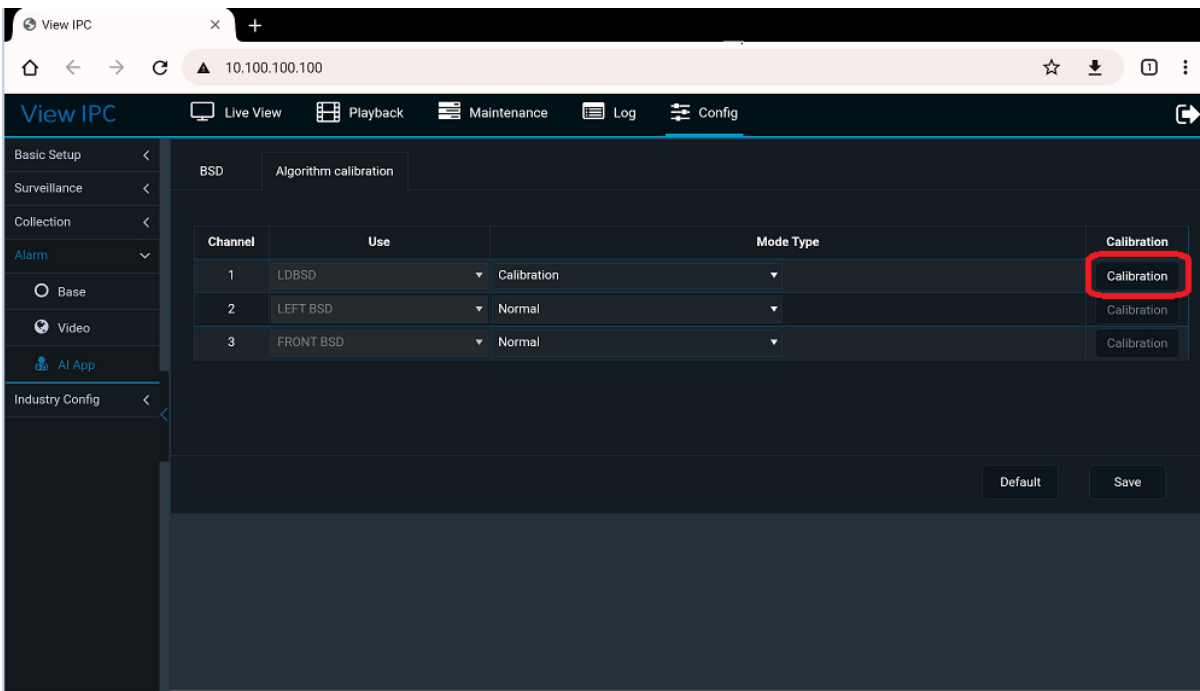 View IPC
10.100.100.100
1
View IPC Live View Playback Maintenance Log Config
Basic Setup
Surveillance
Collection
Alarm
Base
Video
AI App
Industry Config
BSD Algorithm calibration
Channel Use Mode Type Calibration
1 LDBSD Calibration Calibration
2 LEFT BSD Normal Calibration
3 FRONT BSD Normal Calibration
Default Save